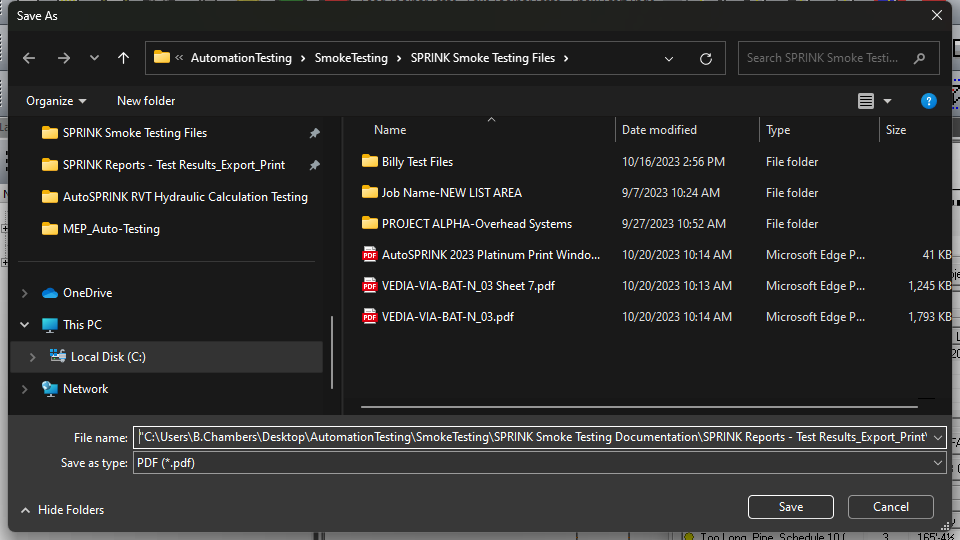 Save As
AutomationTesting > SmokeTesting > SPRINK Smoke Testing Files >
Search SPRINK Smoke Testi...
Organize New folder
SPRINK Smoke Testing Files
SPRINK Reports - Test Results_Export_Print
AutoSPRINK RVT Hydraulic Calculation Testing
MEP_Auto-Testing
OneDrive
This PC
Local Disk (C:)
Network
Name Date modified Type Size
Billy Test Files 10/16/2023 2:56 PM File folder
Job Name-NEW LIST AREA 9/7/2023 10:24 AM File folder
PROJECT ALPHA-Overhead Systems 9/27/2023 10:52 AM File folder
AutoSPRINK 2023 Platinum Print Windo... 10/20/2023 10:14 AM Microsoft Edge P... 41 KB
VEDIA-VIA-BAT-N_03 Sheet 7.pdf 10/20/2023 10:13 AM Microsoft Edge P... 1,245 KB
VEDIA-VIA-BAT-N_03.pdf 10/20/2023 10:14 AM Microsoft Edge P... 1,793 KB
File name: "C:\Users\B.Chambers\Desktop\AutomationTesting\SmokeTesting\SPRINK Smoke Testing Documentation\SPRINK Reports - Test Results_Export_Print\
Save as type: PDF (*.pdf)
Hide Folders
Save Cancel
Too Long, Pipe, Schedule 10 ( 3 165'-4½